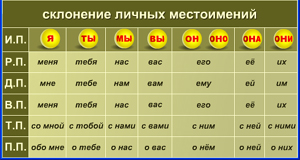 склонение личных местоимений
И.П. Я ТЫ МЫ ВЫ ОН ОНО ОНА ОНИ
Р.П. меня тебя нас вас его её их
Д.П. мне тебе нам вам ему ей им
В.П. меня тебя нас вас его её их
Т.П. со мной с тобой с нами с вами с ним с ней с ними
П.П. обо мне о тебе о нас о вас о нём о ней о них